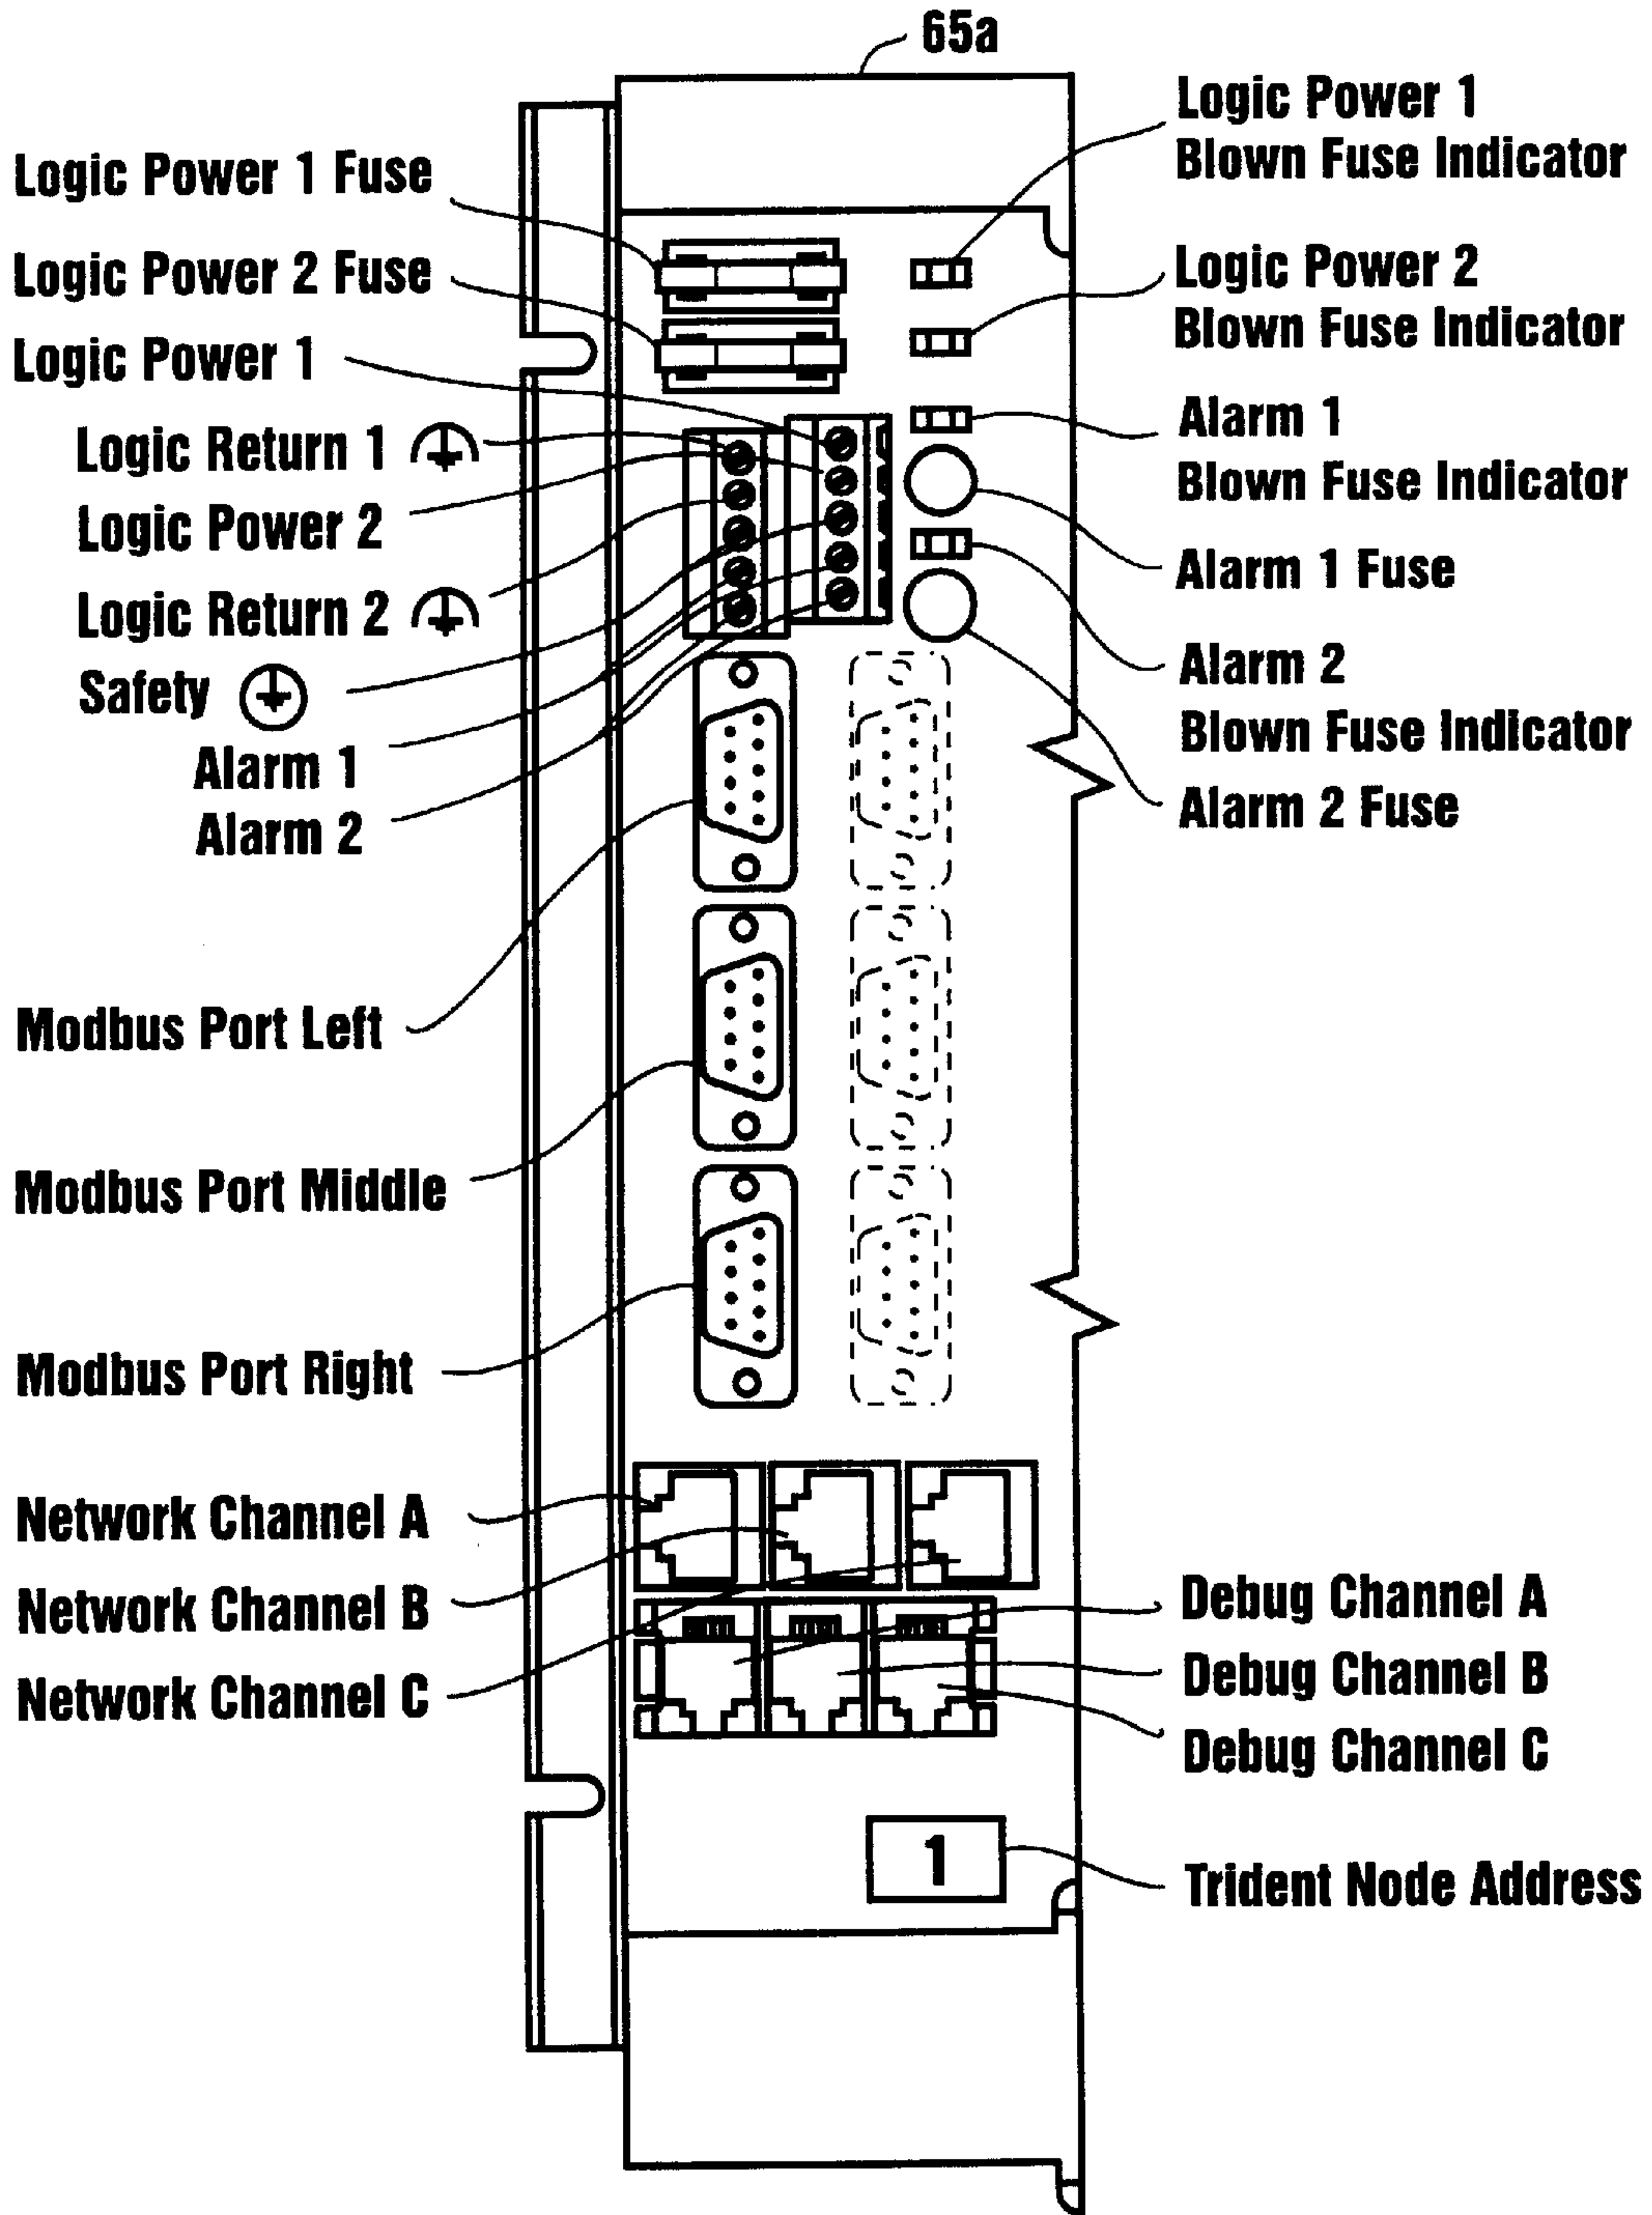 65a
Logic Power 1
Blown Fuse Indicator
Logic Power 1 Fuse
Logic Power 2
Blown Fuse Indicator
Logic Power 2 Fuse
Logic Power 1
Alarm 1
Blown Fuse Indicator
Logic Return 1
Logic Power 2
Alarm 1 Fuse
Logic Return 2
Alarm 2
Blown Fuse Indicator
Safety
Alarm 1
Alarm 2 Fuse
Alarm 2
Modbus Port Left
Modbus Port Middle
Modbus Port Right
Network Channel A
Network Channel B
Network Channel C
Debug Channel A
Debug Channel B
Debug Channel C
1
Trident Node Address